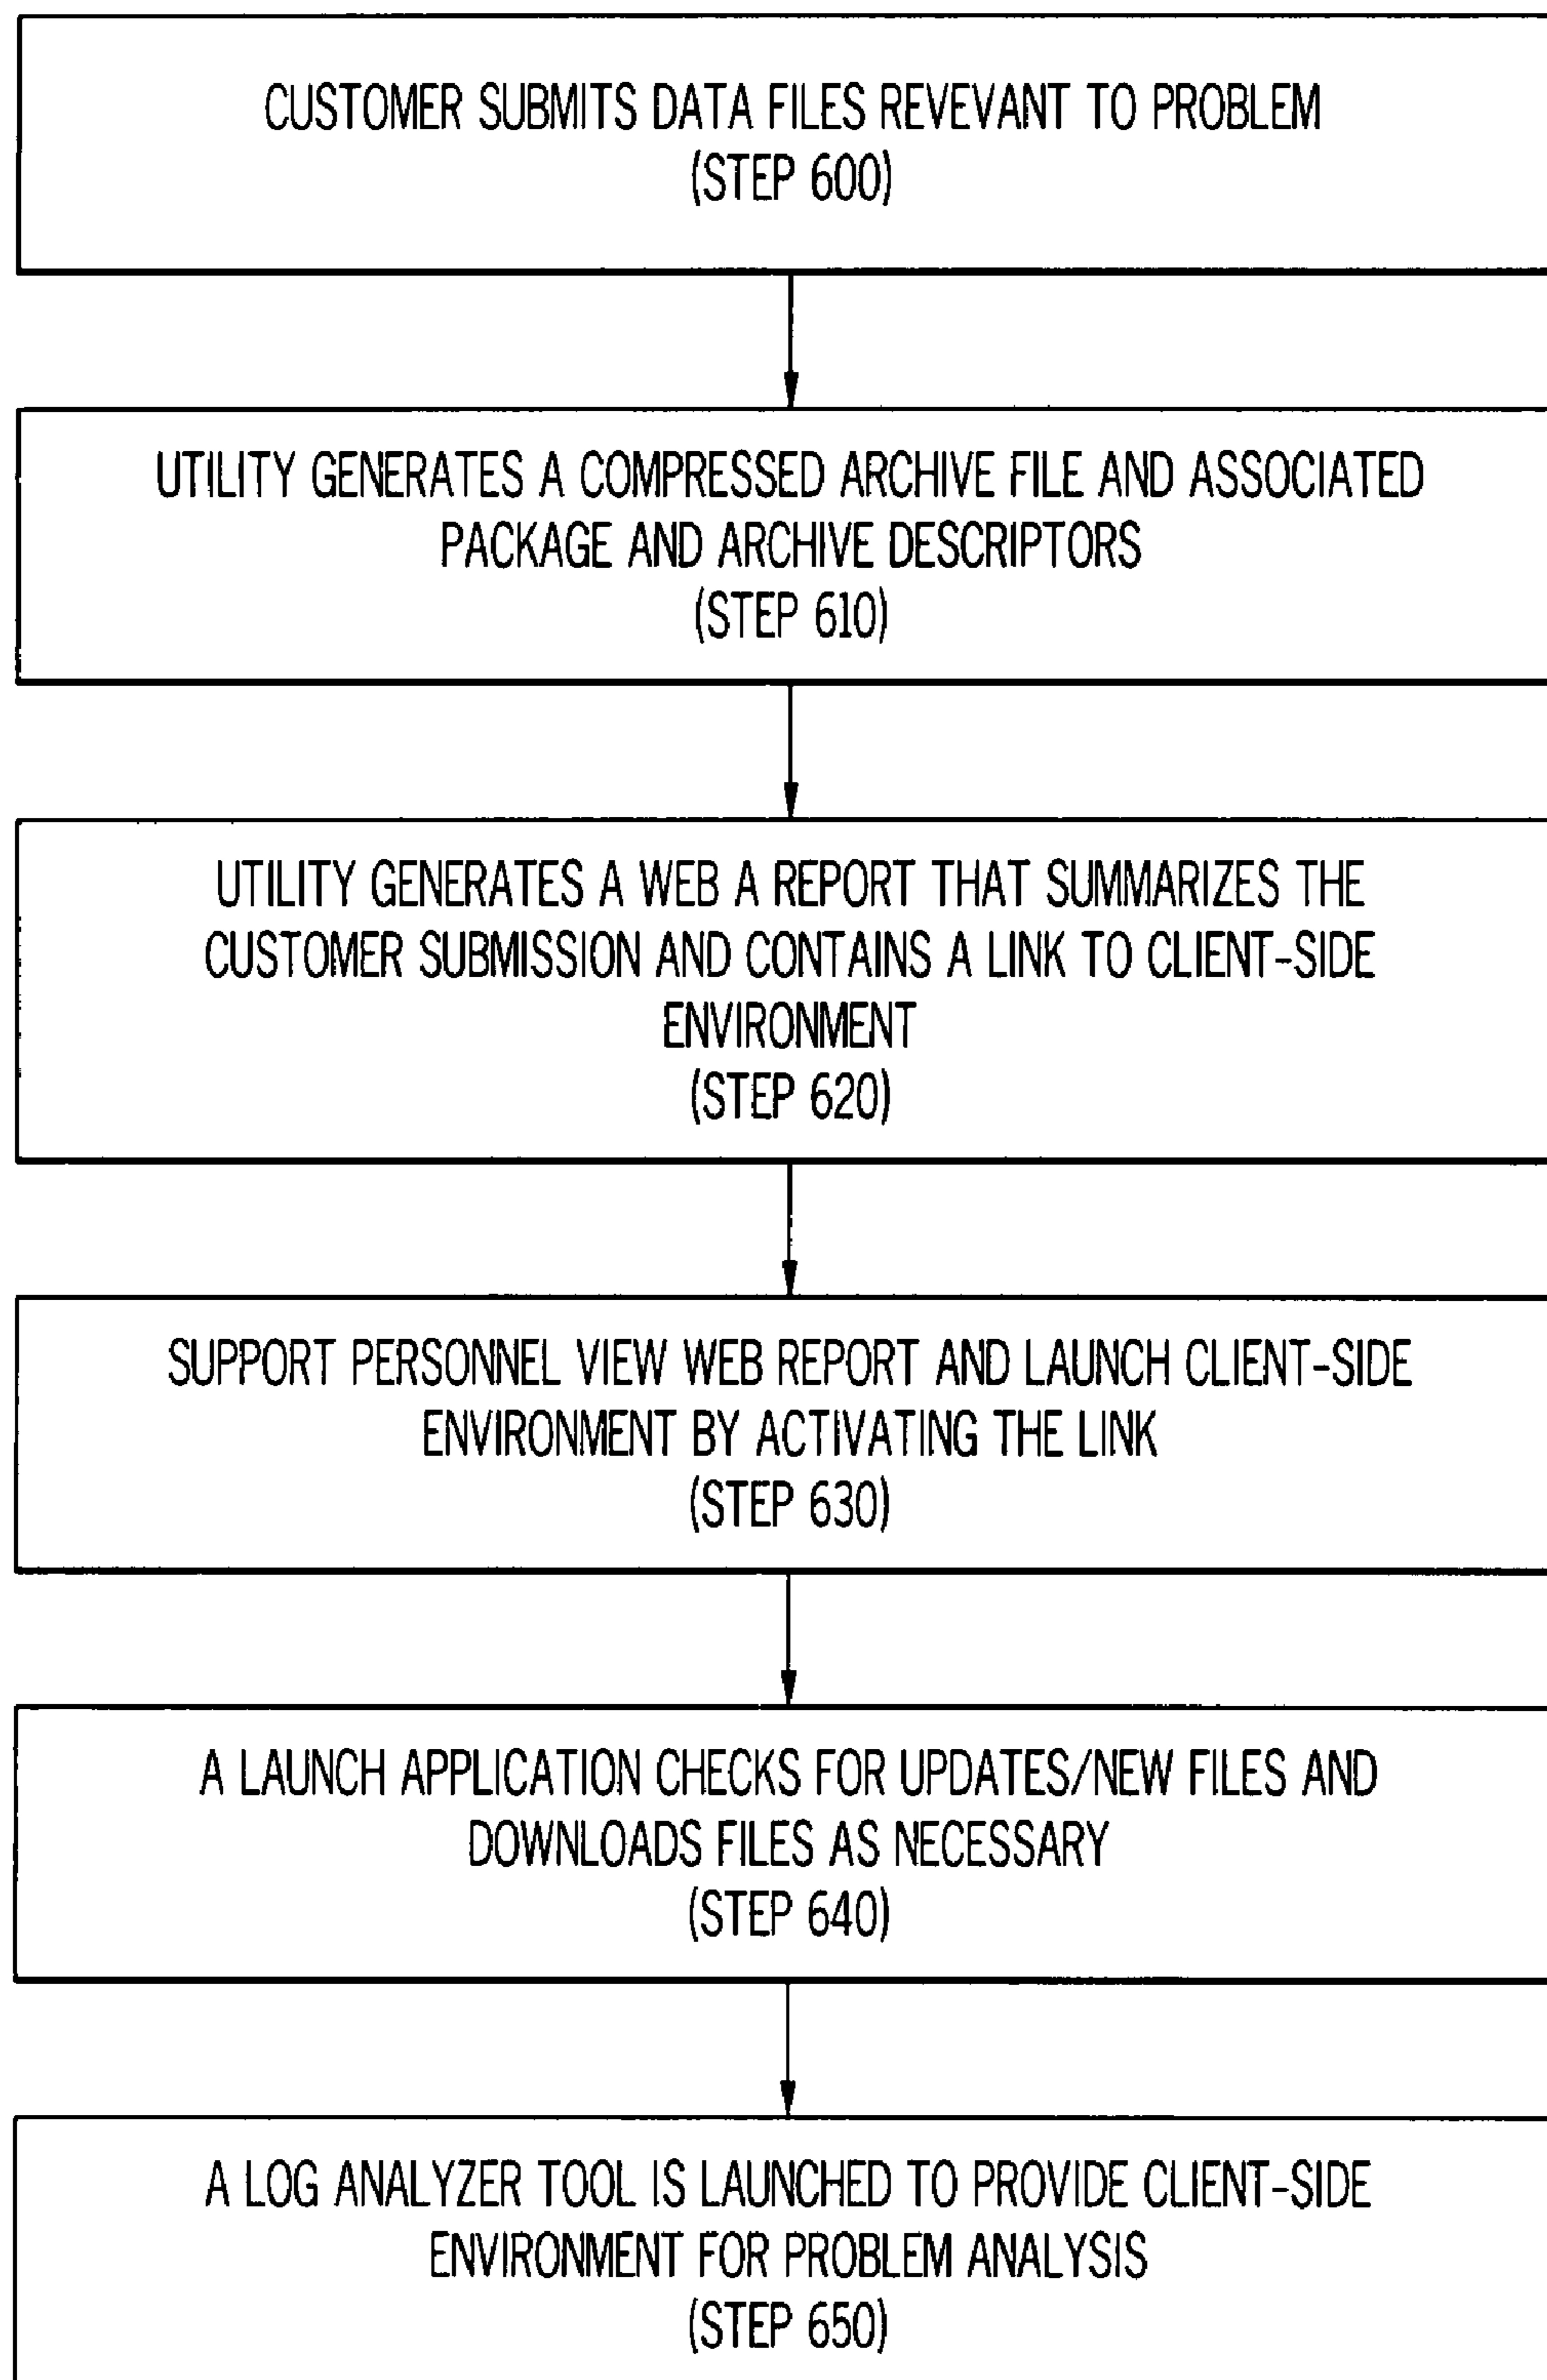 CUSTOMER SUBMITS DATA FILES REVEVANT TO PROBLEM
(STEP 600)
UTILITY GENERATES A COMPRESSED ARCHIVE FILE AND ASSOCIATED
PACKAGE AND ARCHIVE DESCRIPTORS
(STEP 610)
UTILITY GENERATES A WEB A REPORT THAT SUMMARIZES THE
CUSTOMER SUBMISSION AND CONTAINS A LINK TO CLIENT-SIDE
ENVIRONMENT
(STEP 620)
SUPPORT PERSONNEL VIEW WEB REPORT AND LAUNCH CLIENT-SIDE
ENVIRONMENT BY ACTIVATING THE LINK
(STEP 630)
A LAUNCH APPLICATION CHECKS FOR UPDATES/NEW FILES AND
DOWNLOADS FILES AS NECESSARY
(STEP 640)
A LOG ANALYZER TOOL IS LAUNCHED TO PROVIDE CLIENT-SIDE
ENVIRONMENT FOR PROBLEM ANALYSIS
(STEP 650)